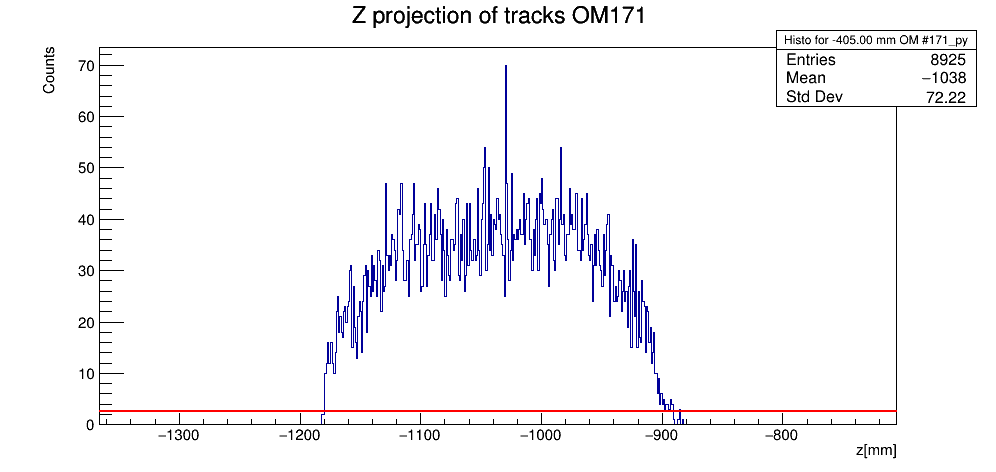 Z projection of tracks OM171
Histo for -405.00 mm OM #171_py
Entries 8925
Mean −1038
Std Dev 72.22
Counts
70
60
50
40
30
20
10
0
−1300 −1200 −1100 −1000 −900 −800
z[mm]